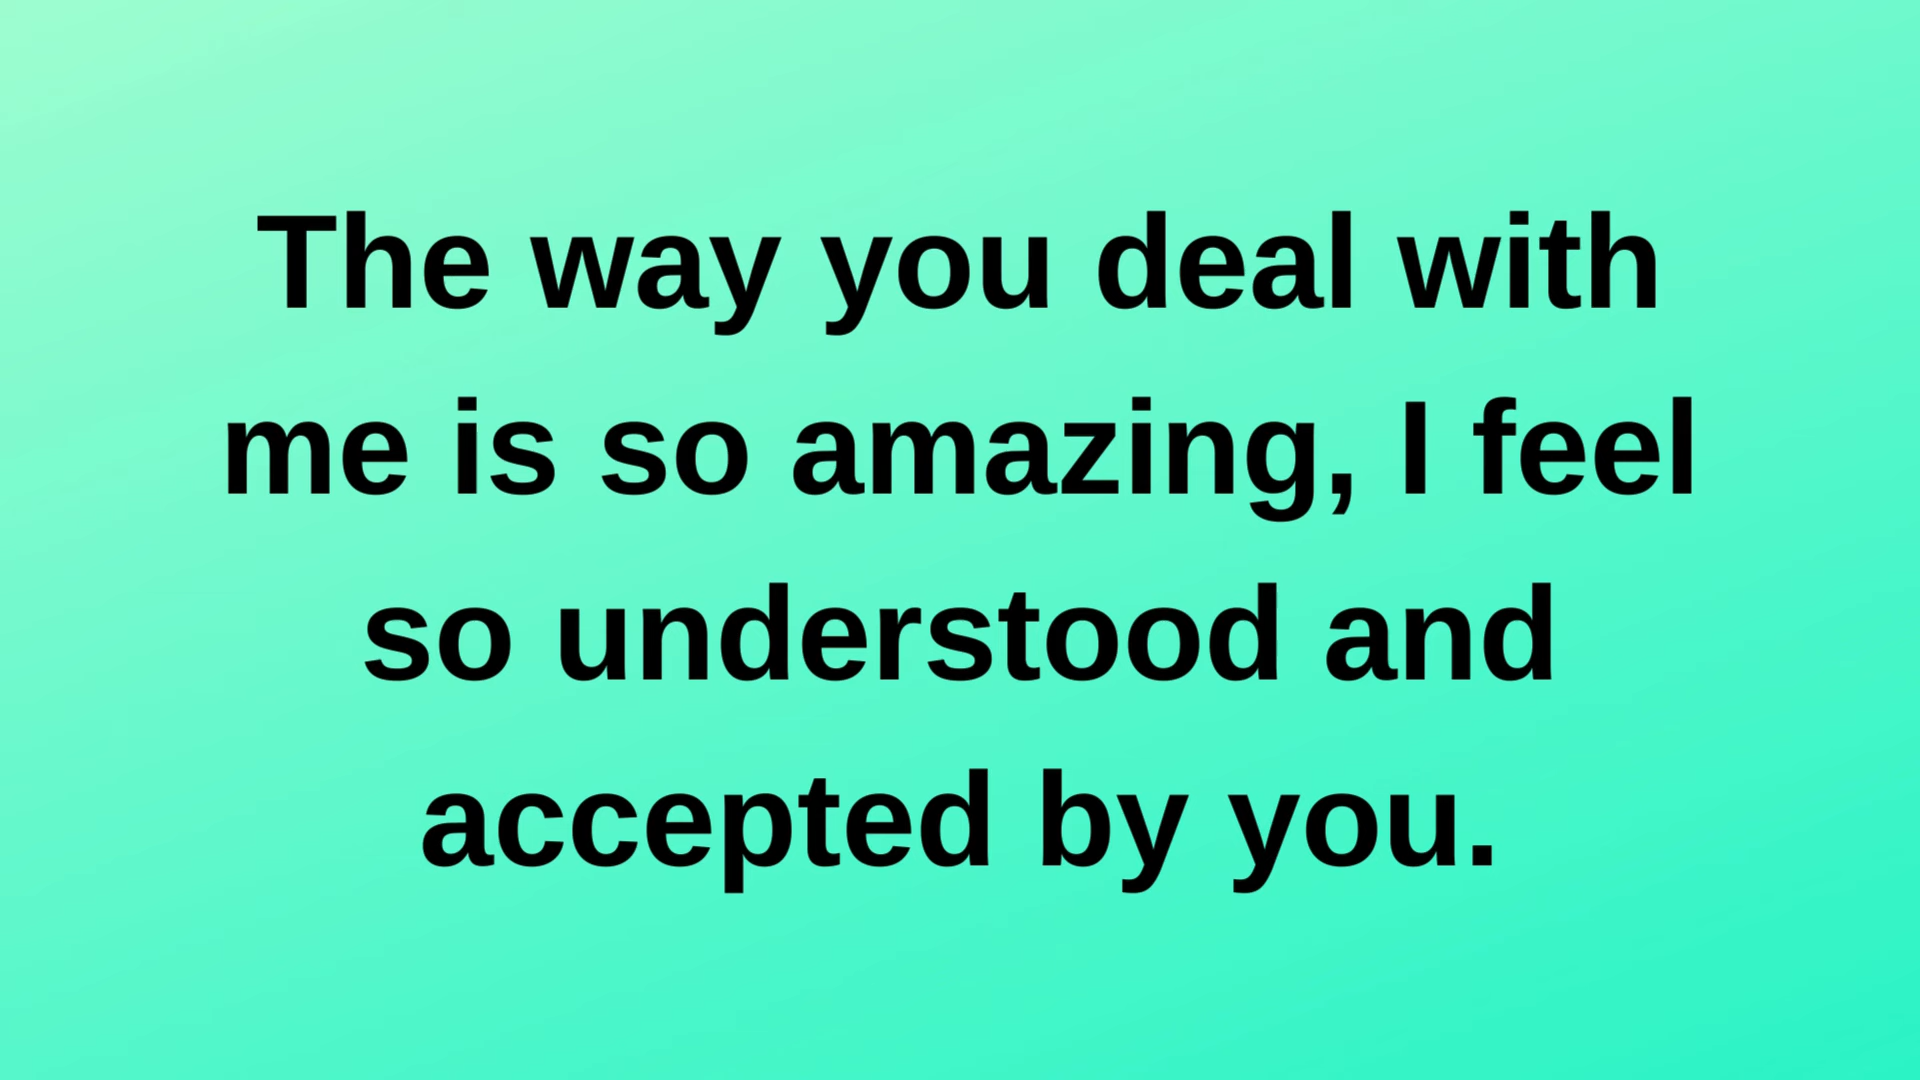 The way you deal with
me is so amazing, I feel
so understood and
accepted by you.